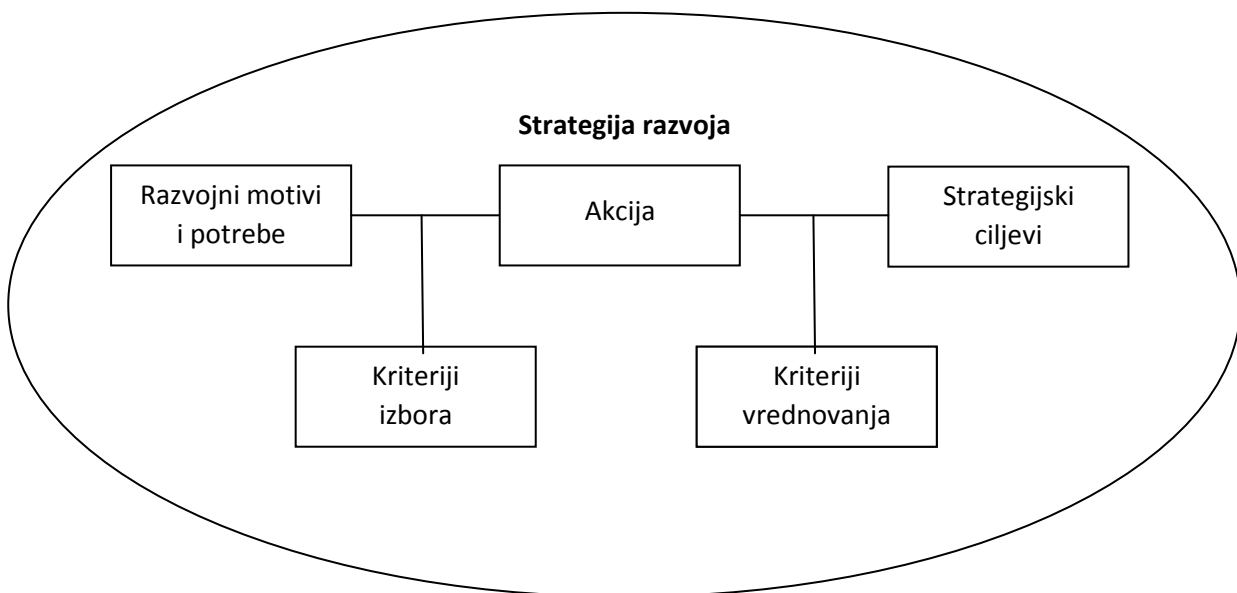 Strategija razvoja
Razvojni motivi
i potrebe
Akcija
Strategijski
ciljevi
Kriteriji
izbora
Kriteriji
vrednovanja